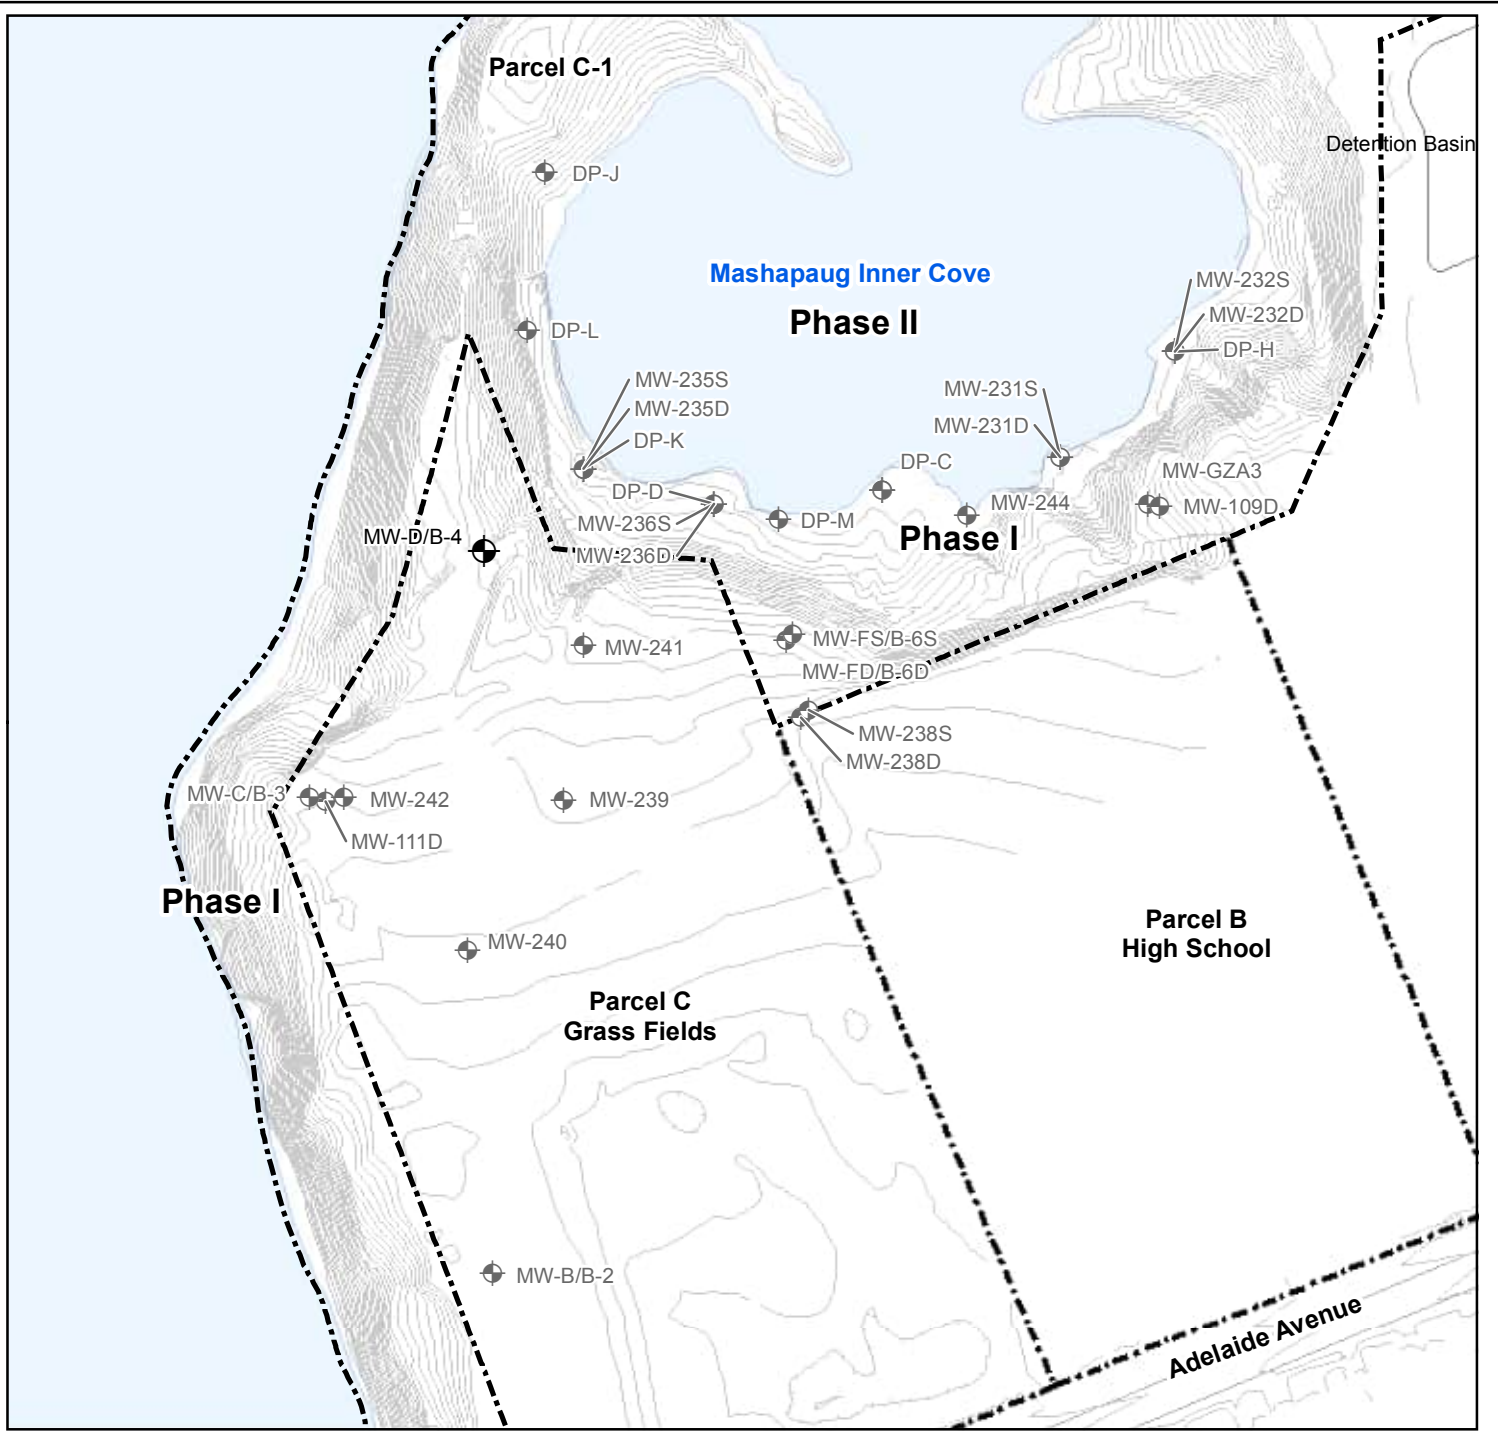 Parcel C-1
Detention Basin
DP-J
Mashapaug Inner Cove
Phase II
MW-232S
MW-232D
DP-H
DP-L
MW-235S
MW-235D
DP-K
MW-231S
MW-231D
DP-C
MW-GZA3
DP-D
MW-236S
MW-236D
DP-M
MW-244
MW-109D
Phase I
MW-D/B-4
MW-241
MW-FS/B-6S
MW-FD/B-6D
MW-238S
MW-238D
MW-C/B-3
MW-242
MW-111D
MW-239
Phase I
Parcel B
High School
MW-240
Parcel C
Grass Fields
MW-B/B-2
Adelaide Avenue